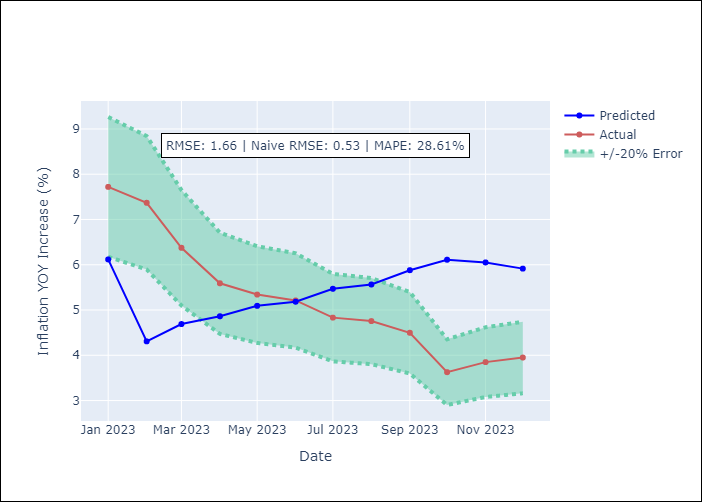 RMSE: 1.66 | Naive RMSE: 0.53 | MAPE: 28.61%
Predicted
Actual
+/-20% Error
Inflation YOY Increase (%)
9
8
7
6
5
4
3
Jan 2023
Mar 2023
May 2023
Jul 2023
Sep 2023
Nov 2023
Date